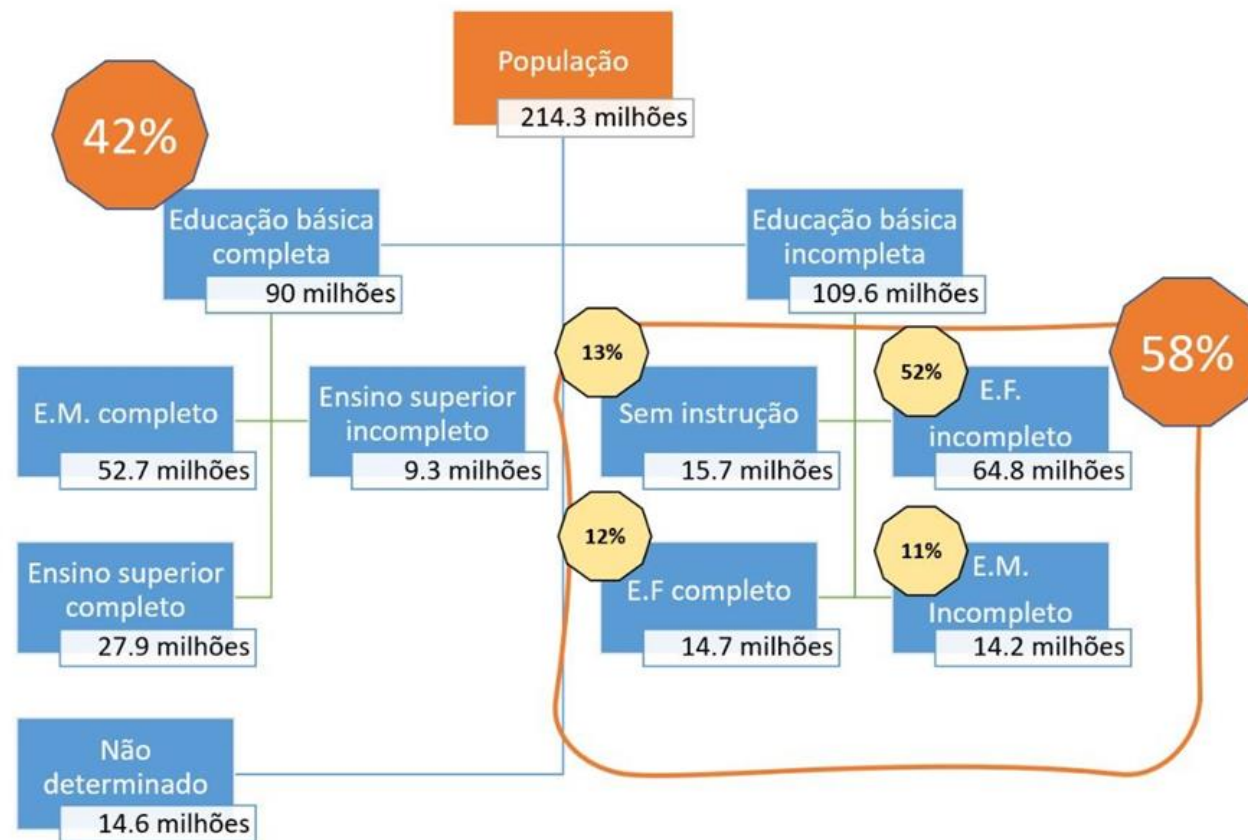 População
214.3 milhões
42%
Educação básica
completa
90 milhões
Educação básica
incompleta
109.6 milhões
58%
E.M. completo
52.7 milhões
Ensino superior
incompleto
9.3 milhões
13%
Sem instrução
15.7 milhões
52%
E.F.
incompleto
64.8 milhões
Ensino superior
completo
27.9 milhões
12%
E.F completo
14.7 milhões
11%
E.M.
Incompleto
14.2 milhões
Não
determinado
14.6 milhões